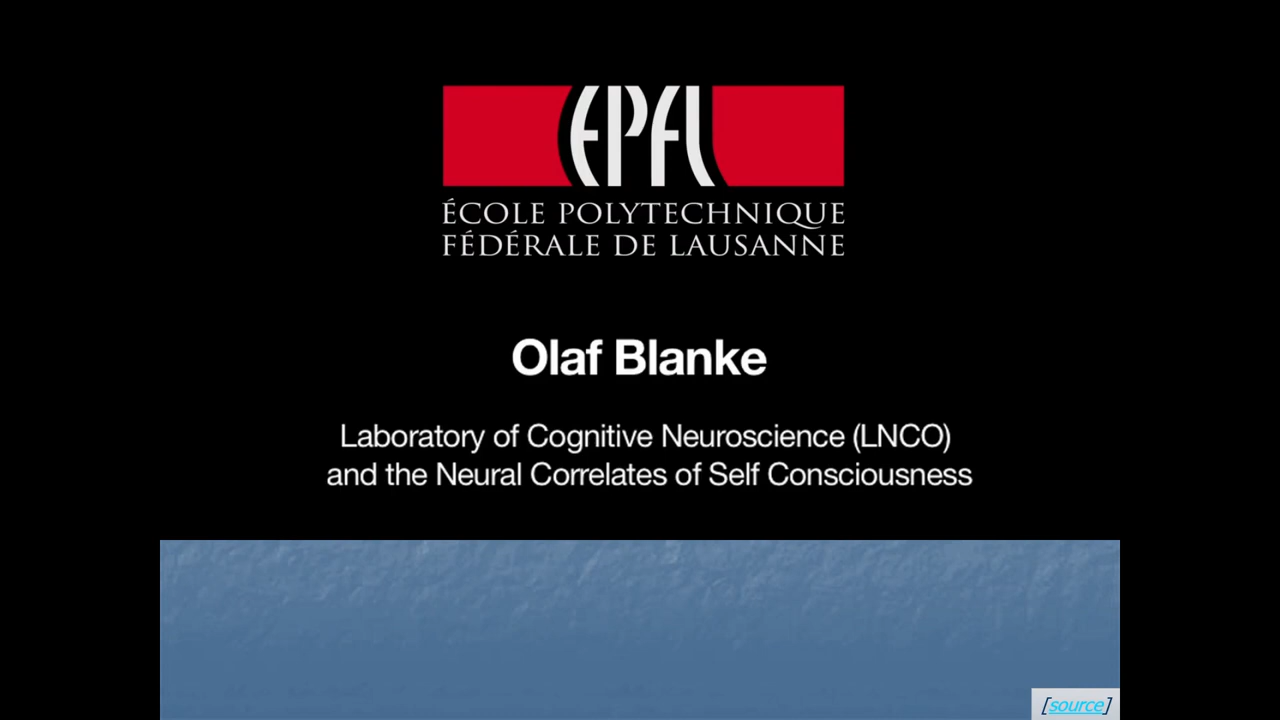 EPFL
ÉCOLE POLYTECHNIQUE
FÉDÉRALE DE LAUSANNE
Olaf Blanke
Laboratory of Cognitive Neuroscience (LNCO)
and the Neural Correlates of Self Consciousness
[source]